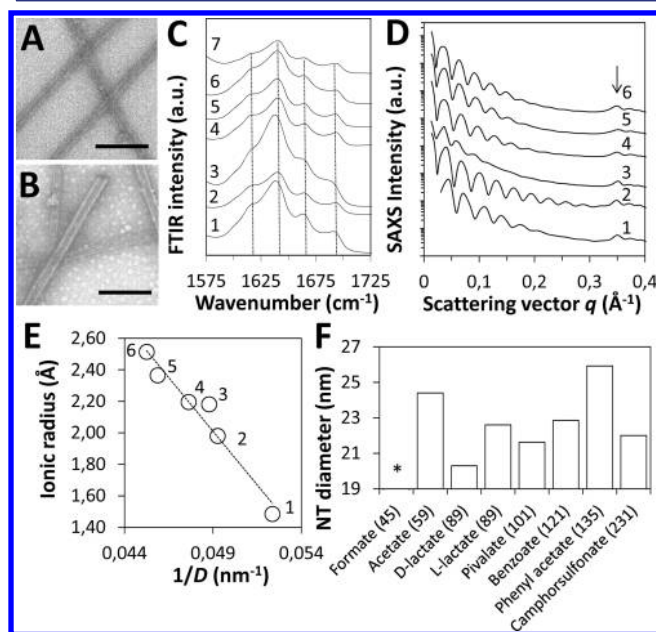 A
B
C
7
6
5
4
3
2
1
FTIR intensity (a.u.)
1575 1625 1675 1725
Wavenumber (cm-1)
D
6
5
4
3
2
1
SAXS Intensity (a.u.)
0 0,1 0,2 0,3 0,4
Scattering vector q (Å-1)
E
2,60
2,40
2,20
2,00
1,80
1,60
1,40
Ionic radius (Å)
6
5
4
3
2
1
0,044 0,049 0,054
1/D (nm-1)
F
27
25
23
21
19
NT diameter (nm)
*
Formate (45)
Acetate (59)
D-lactate (89)
L-lactate (89)
Pivalate (101)
Benzoate (121)
Phenyl acetate (135)
Camphorsulfonate (231)